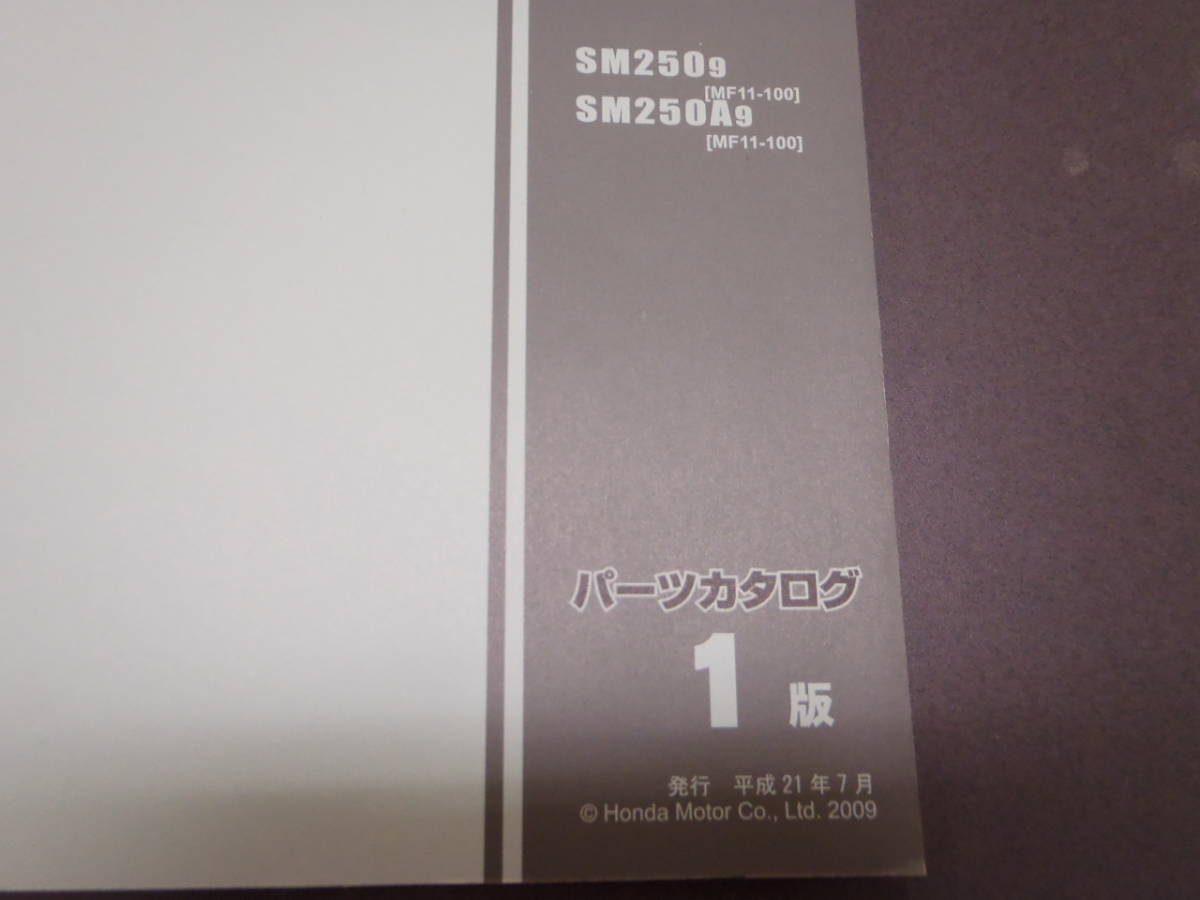 SM2509
[MF11-100]
SM250A9
[MF11-100]
パーツカタログ
1 版
発行 平成21年7月
© Honda Motor Co., Ltd. 2009